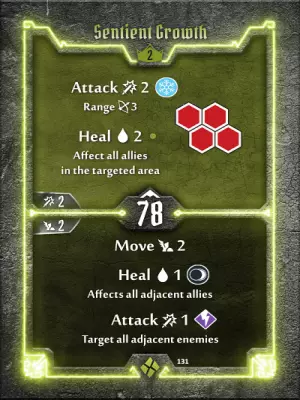 Sentient Growth
2
Attack 2
Range 3
Heal 2
Affect all allies
in the targeted area
2
78
2
Move 2
Heal 1
Affects all adjacent allies
Attack 1
Target all adjacent enemies
131